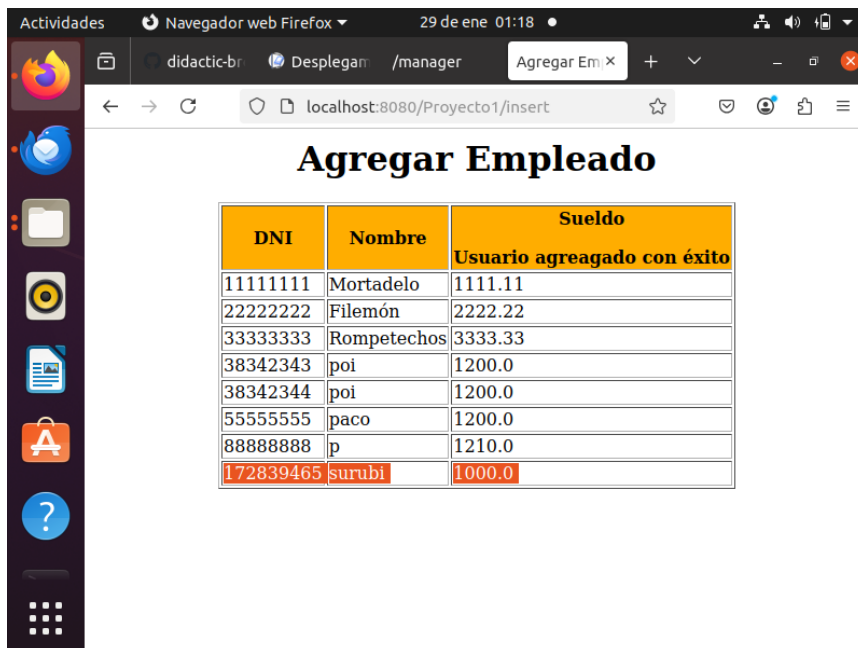 Actividades Navegador web Firefox 29 de ene 01:18
didactic-br Desplegam /manager Agregar Em
localhost:8080/Proyecto1/insert
Agregar Empleado
DNI Nombre Sueldo
Usuario agreagado con éxito
11111111 Mortadelo 1111.11
22222222 Filemón 2222.22
33333333 Rompetechos 3333.33
38342343 poi 1200.0
38342344 poi 1200.0
55555555 paco 1200.0
88888888 p 1210.0
172839465 surubi 1000.0